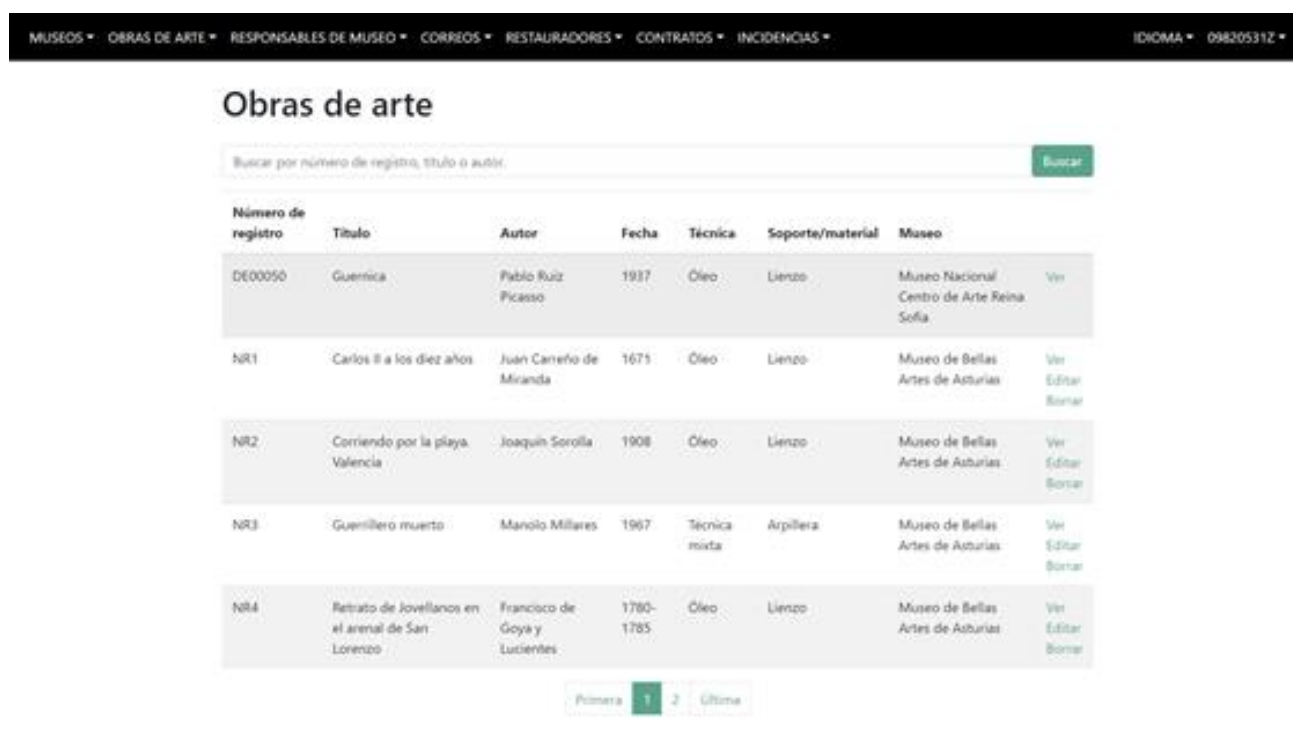 MUSEOS OBRAS DE ARTE RESPONSABLES DE MUSEO CORREOS RESTAURADORES CONTRATOS INCIDENCIAS IDIOMA 09820531Z
Obras de arte
Buscar por número de registro, título o autor. Buscar
Número de
registro Título Autor Fecha Técnica Soporte/material Museo
DE00050 Guernica Pablo Ruiz 1937 Óleo Lienzo Museo Nacional Ver
Picasso Centro de Arte Reina
Sofía
NR1 Carlos II a los diez años Juan Carreño de 1671 Óleo Lienzo Museo de Bellas Ver
Miranda Artes de Asturias Editar
Borrar
NR2 Corriendo por la playa. Joaquín Sorolla 1908 Óleo Lienzo Museo de Bellas Ver
Valencia Artes de Asturias Editar
Borrar
NR3 Guerrillero muerto Manolo Millares 1967 Técnica Arpillera Museo de Bellas Ver
mixta Artes de Asturias Editar
Borrar
NR4 Retrato de Jovellanos en Francisco de 1780- Óleo Lienzo Museo de Bellas Ver
el arenal de San Goya y 1785 Artes de Asturias Editar
Lorenzo Lucientes Borrar
Primera 1 2 Última